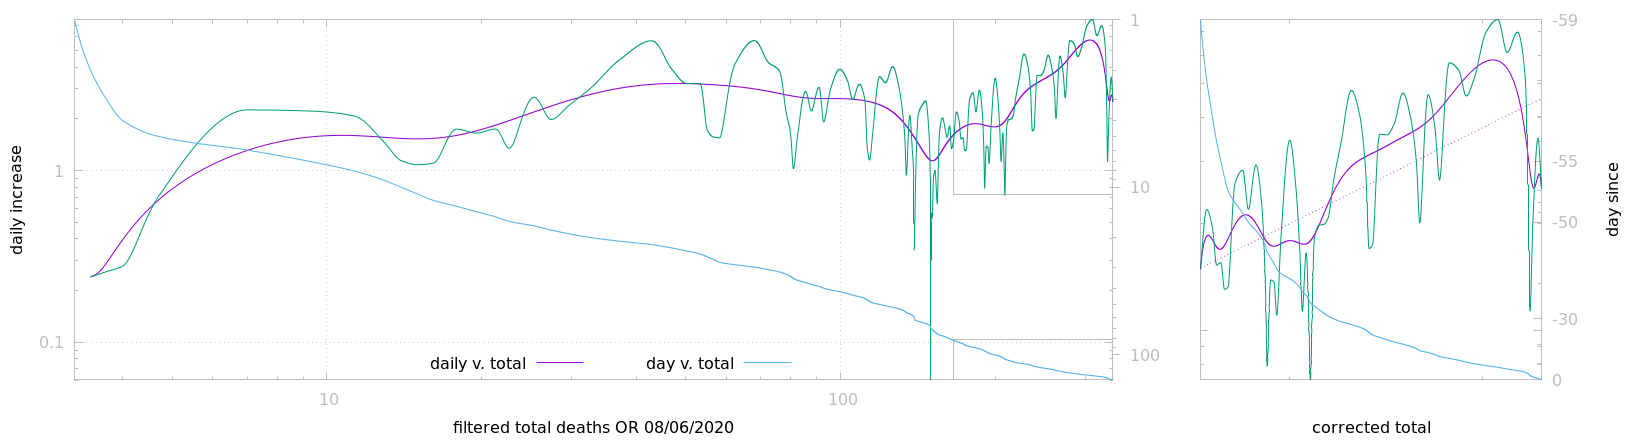 daily increase
1
0.1
10
100
daily v. total
day v. total
1
10
100
filtered total deaths OR 08/06/2020
-59
-55
-50
-30
0
day since
corrected total